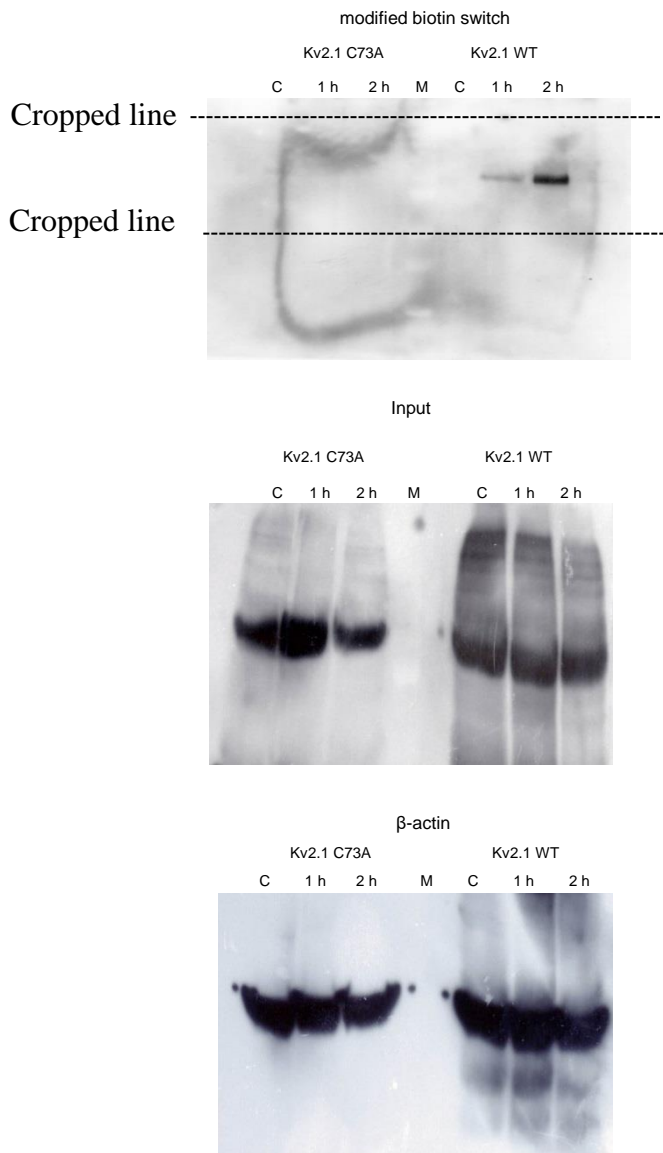 modified biotin switch
Kv2.1 C73A Kv2.1 WT
C 1 h 2 h M C 1 h 2 h
Cropped line
Cropped line
Input
Kv2.1 C73A Kv2.1 WT
C 1 h 2 h M C 1 h 2 h
β-actin
Kv2.1 C73A Kv2.1 WT
C 1 h 2 h M C 1 h 2 h